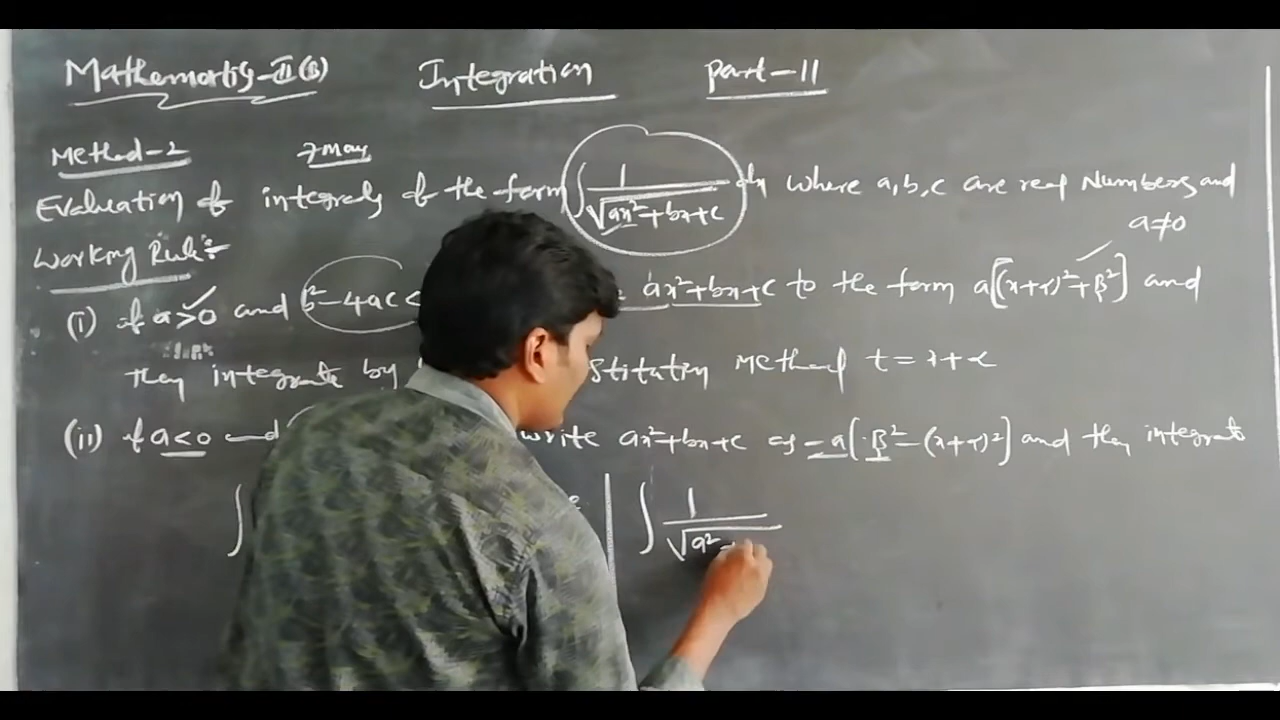 Mathematics-II(B) Integration Part-11
Method-2 7 mar
Evaluation of integrals of the form ∫ 1/√(ax²+bx+c) dx where a,b,c are real Numbers and
a≠0
Working Rule:-
(i) if a>0 and b²-4ac < ax²+bx+c to the form a[(x+α)²+β²] and
then integrate by stitution method t=x+α
(ii) if a<0 and write ax²+bx+c as -a[β²-(x+α)²] and then integrate
∫ ∫ 1/√(a²-